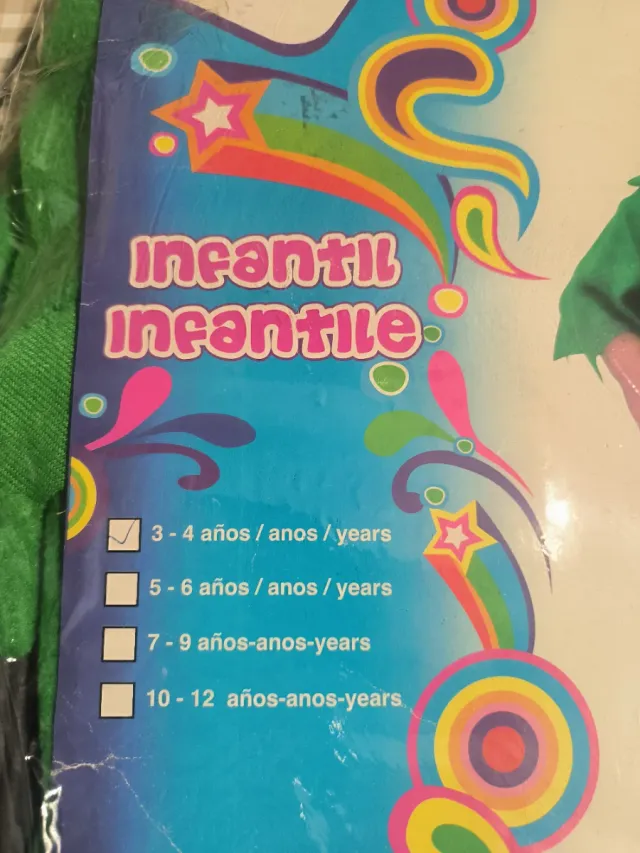 Infantil
Infantile
3 - 4 años / anos / years
5 - 6 años / anos / years
7 - 9 años-anos-years
10 - 12 años-anos-years